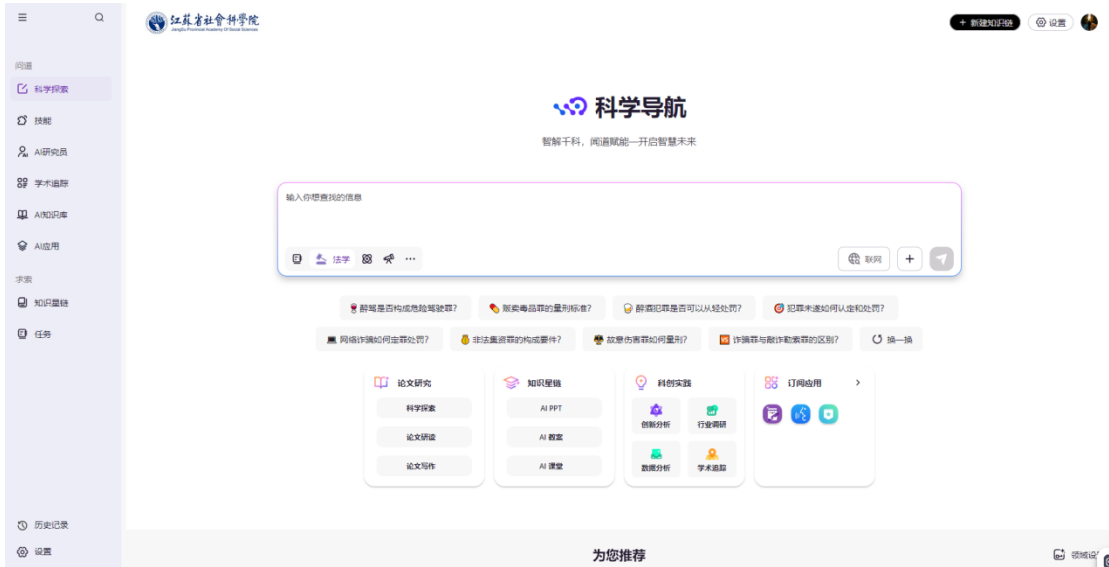 江苏省社會科學院
JiangSu Provincial Academy Of Social Sciences
+ 新建知识链
设置
问道
科学探索
技能
AI研究员
学术追踪
AI知识库
AI应用
求索
知识星链
任务
历史记录
设置
科学导航
智解千科，闻道赋能—开启智慧未来
输入你想查找的信息
法学
联网
醉驾是否构成危险驾驶罪?
贩卖毒品罪的量刑标准?
醉酒犯罪是否可以从轻处罚?
犯罪未遂如何认定和处罚?
网络诈骗如何定罪处罚?
非法集资罪的构成要件?
故意伤害罪如何量刑?
VS 诈骗罪与敲诈勒索罪的区别?
换一换
论文研究
科学探索
论文研读
论文写作
知识星链
AI PPT
AI 教案
AI 课堂
科创实践
创新分析
行业调研
数据分析
学术追踪
订阅应用
为您推荐